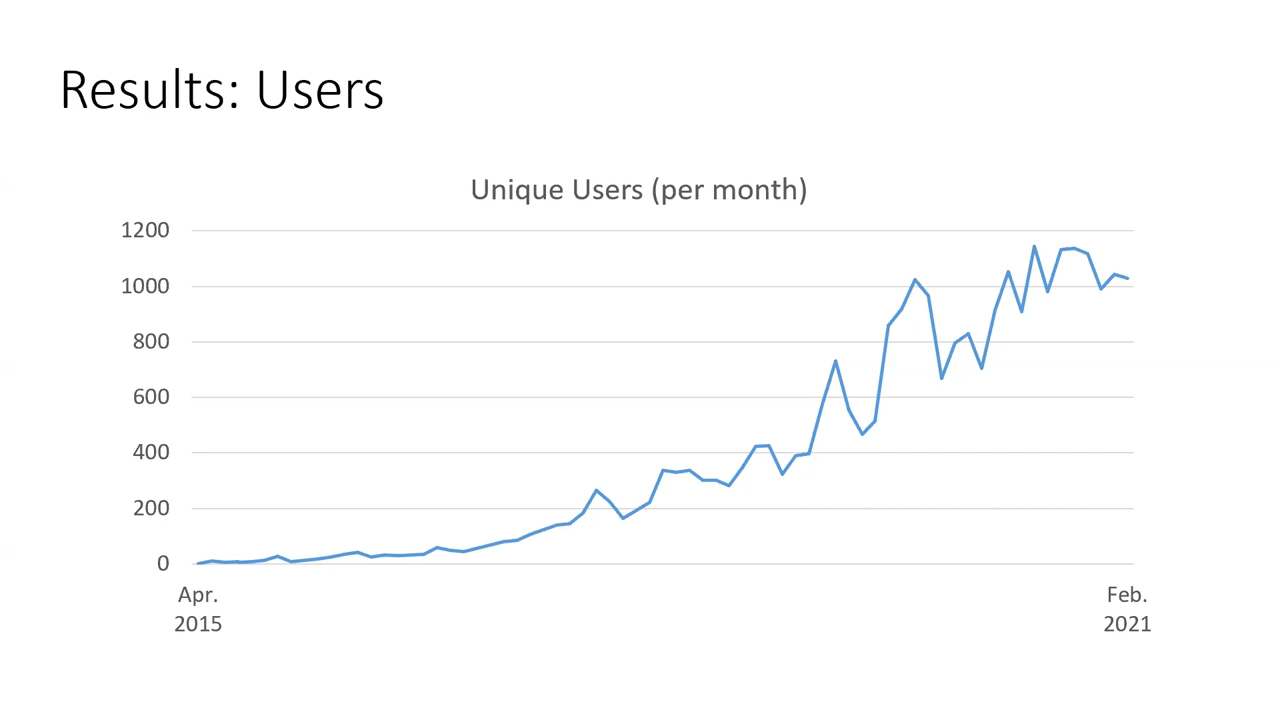 Results: Users
Unique Users (per month)
1200
1000
800
600
400
200
0
Apr.
2015
Feb.
2021